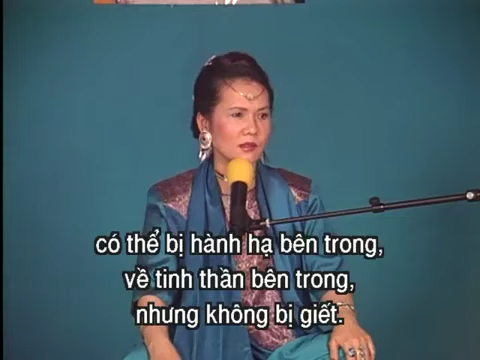 có thể bị hành hạ bên trong,
về tinh thần bên trong,
nhưng không bị giết.